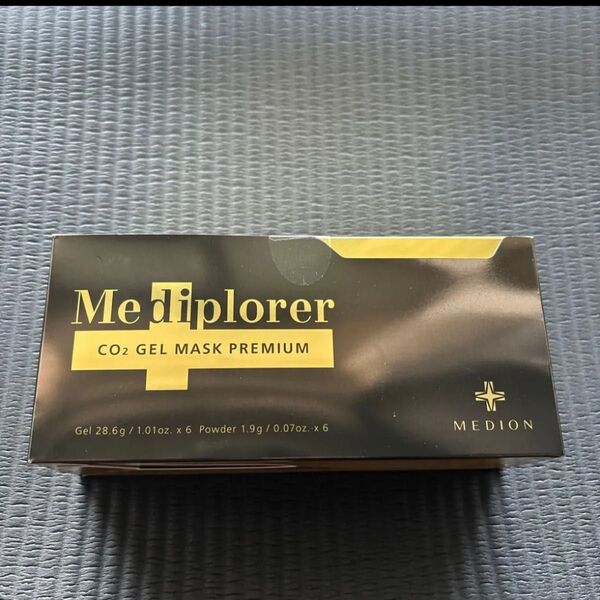 Mediplorer
CO₂ GEL MASK PREMIUM
Gel 28.6g / 1.01oz. x 6 Powder 1.9g / 0.07oz. x 6
MEDION